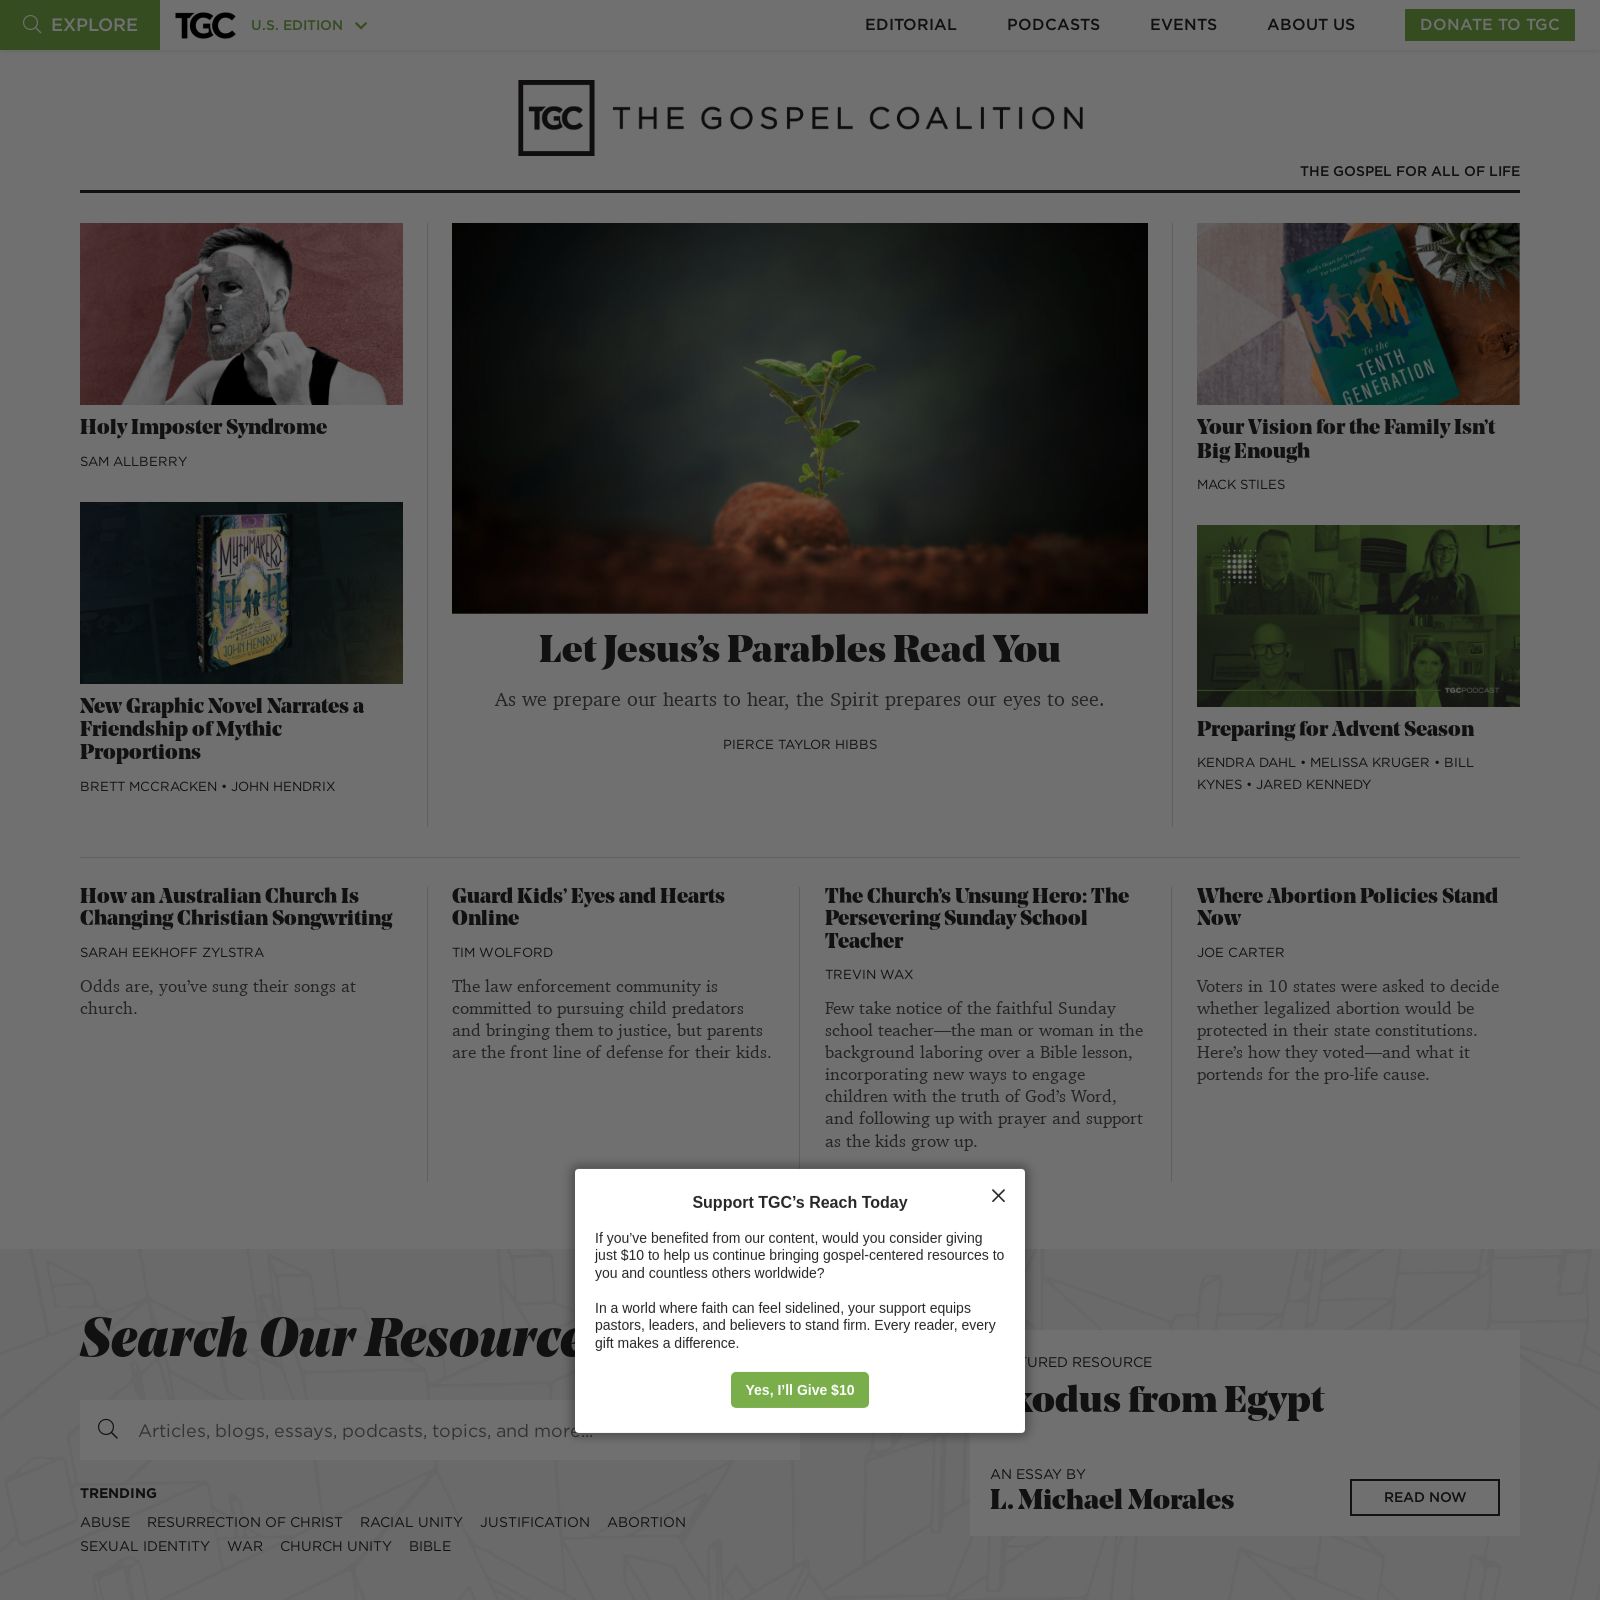 EXPLORE
TGC
U.S. EDITION
EDITORIAL
PODCASTS
EVENTS
ABOUT US
DONATE TO TGC
TGC
THE GOSPEL COALITION
THE GOSPEL FOR ALL OF LIFE
Holy Imposter Syndrome
SAM ALLBERRY
THE
MYTHMAKERS
JOHN HENDRIX
New Graphic Novel Narrates a
Friendship of Mythic
Proportions
BRETT MCCRACKEN • JOHN HENDRIX
Let Jesus’s Parables Read You
As we prepare our hearts to hear, the Spirit prepares our eyes to see.
PIERCE TAYLOR HIBBS
God's Heart for Your Family,
Far into the Future
To the
TENTH
GENERATION
Your Vision for the Family Isn’t
Big Enough
MACK STILES
TGCPODCAST
Preparing for Advent Season
KENDRA DAHL • MELISSA KRUGER • BILL
KYNES • JARED KENNEDY
How an Australian Church Is
Changing Christian Songwriting
SARAH EEKHOFF ZYLSTRA
Odds are, you’ve sung their songs at
church.
Guard Kids’ Eyes and Hearts
Online
TIM WOLFORD
The law enforcement community is
committed to pursuing child predators
and bringing them to justice, but parents
are the front line of defense for their kids.
The Church’s Unsung Hero: The
Persevering Sunday School
Teacher
TREVIN WAX
Few take notice of the faithful Sunday
school teacher—the man or woman in the
background laboring over a Bible lesson,
incorporating new ways to engage
children with the truth of God’s Word,
and following up with prayer and support
as the kids grow up.
Where Abortion Policies Stand
Now
JOE CARTER
Voters in 10 states were asked to decide
whether legalized abortion would be
protected in their state constitutions.
Here’s how they voted—and what it
portends for the pro-life cause.
Support TGC’s Reach Today
If you’ve benefited from our content, would you consider giving
just $10 to help us continue bringing gospel-centered resources to
you and countless others worldwide?
In a world where faith can feel sidelined, your support equips
pastors, leaders, and believers to stand firm. Every reader, every
gift makes a difference.
Yes, I’ll Give $10
Search Our Resource
Articles, blogs, essays, podcasts, topics, and more...
TRENDING
ABUSE RESURRECTION OF CHRIST RACIAL UNITY JUSTIFICATION ABORTION
SEXUAL IDENTITY WAR CHURCH UNITY BIBLE
TURED RESOURCE
xodus from Egypt
AN ESSAY BY
L. Michael Morales
READ NOW